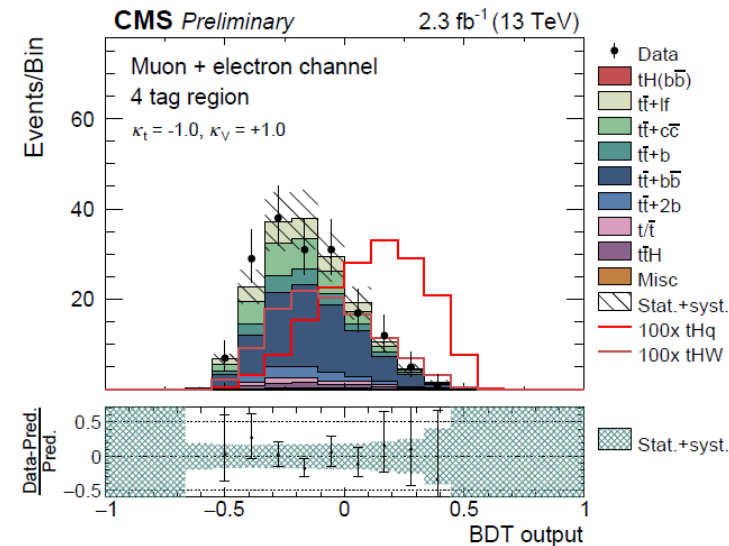 CMS Preliminary 2.3 fb⁻¹ (13 TeV)
Events/Bin
Muon + electron channel
4 tag region
κt = -1.0, κV = +1.0
60
40
20
Data
tH(bb̅)
tt̅+lf
tt̅+cc̅
tt̅+b
tt̅+bb̅
tt̅+2b
t/t̅
tt̅H
Misc
Stat.+syst.
100x tHq
100x tHW
Data-Pred.
Pred.
0.5
0
−0.5
Stat.+syst.
−1 −0.5 0 0.5 1
BDT output